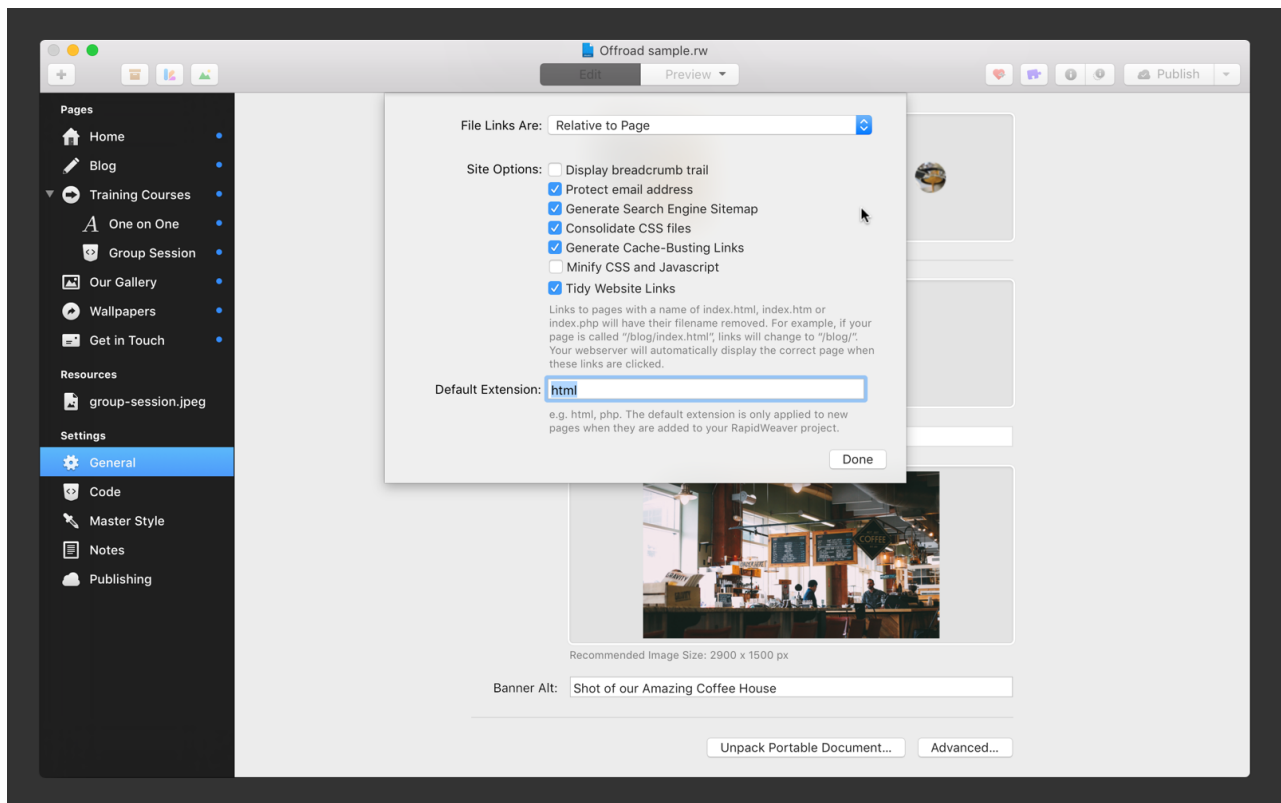 Offroad sample.rw
Edit
Preview
Publish
Pages
Home
Blog
Training Courses
One on One
Group Session
Our Gallery
Wallpapers
Get in Touch
Resources
group-session.jpeg
Settings
General
Code
Master Style
Notes
Publishing
File Links Are: Relative to Page
Site Options: Display breadcrumb trail
Protect email address
Generate Search Engine Sitemap
Consolidate CSS files
Generate Cache-Busting Links
Minify CSS and Javascript
Tidy Website Links
Links to pages with a name of index.html, index.htm or
index.php will have their filename removed. For example, if your
page is called “/blog/index.html”, links will change to “/blog/”.
Your webserver will automatically display the correct page when
these links are clicked.
Default Extension: html
e.g. html, php. The default extension is only applied to new
pages when they are added to your RapidWeaver project.
Done
COFFEE
Recommended Image Size: 2900 x 1500 px
Banner Alt: Shot of our Amazing Coffee House
Unpack Portable Document...
Advanced...